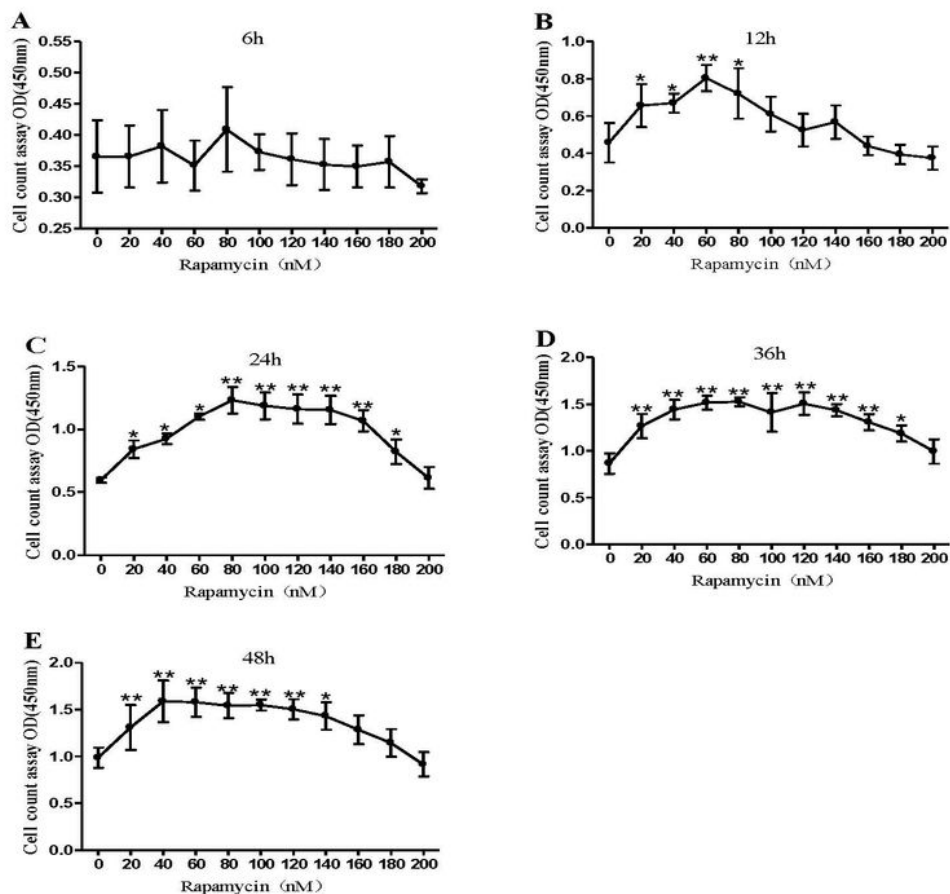 A
6h
Cell count assay OD(450nm)
0.55
0.50
0.45
0.40
0.35
0.30
0.25
0 20 40 60 80 100 120 140 160 180 200
Rapamycin (nM)
B
12h
Cell count assay OD(450nm)
1.0
0.8
0.6
0.4
0.2
0.0
* * ** *
0 20 40 60 80 100 120 140 160 180 200
Rapamycin (nM)
C
24h
Cell count assay OD(450nm)
1.5
1.0
0.5
0.0
* * * ** ** ** ** ** *
0 20 40 60 80 100 120 140 160 180 200
Rapamycin (nM)
D
36h
Cell count assay OD(450nm)
2.0
1.5
1.0
0.5
0.0
** ** ** ** ** ** ** ** *
0 20 40 60 80 100 120 140 160 180 200
Rapamycin (nM)
E
48h
Cell count assay OD(450nm)
2.0
1.5
1.0
0.5
0.0
** ** ** ** ** ** *
0 20 40 60 80 100 120 140 160 180 200
Rapamycin (nM)